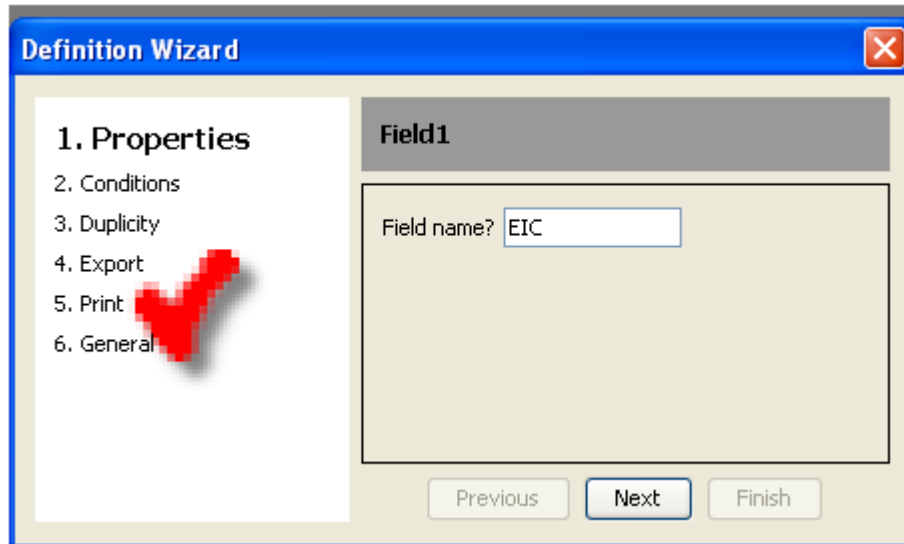 Definition Wizard
1. Properties
2. Conditions
3. Duplicity
4. Export
5. Print
6. General
Field1
Field name? EIC
Previous Next Finish